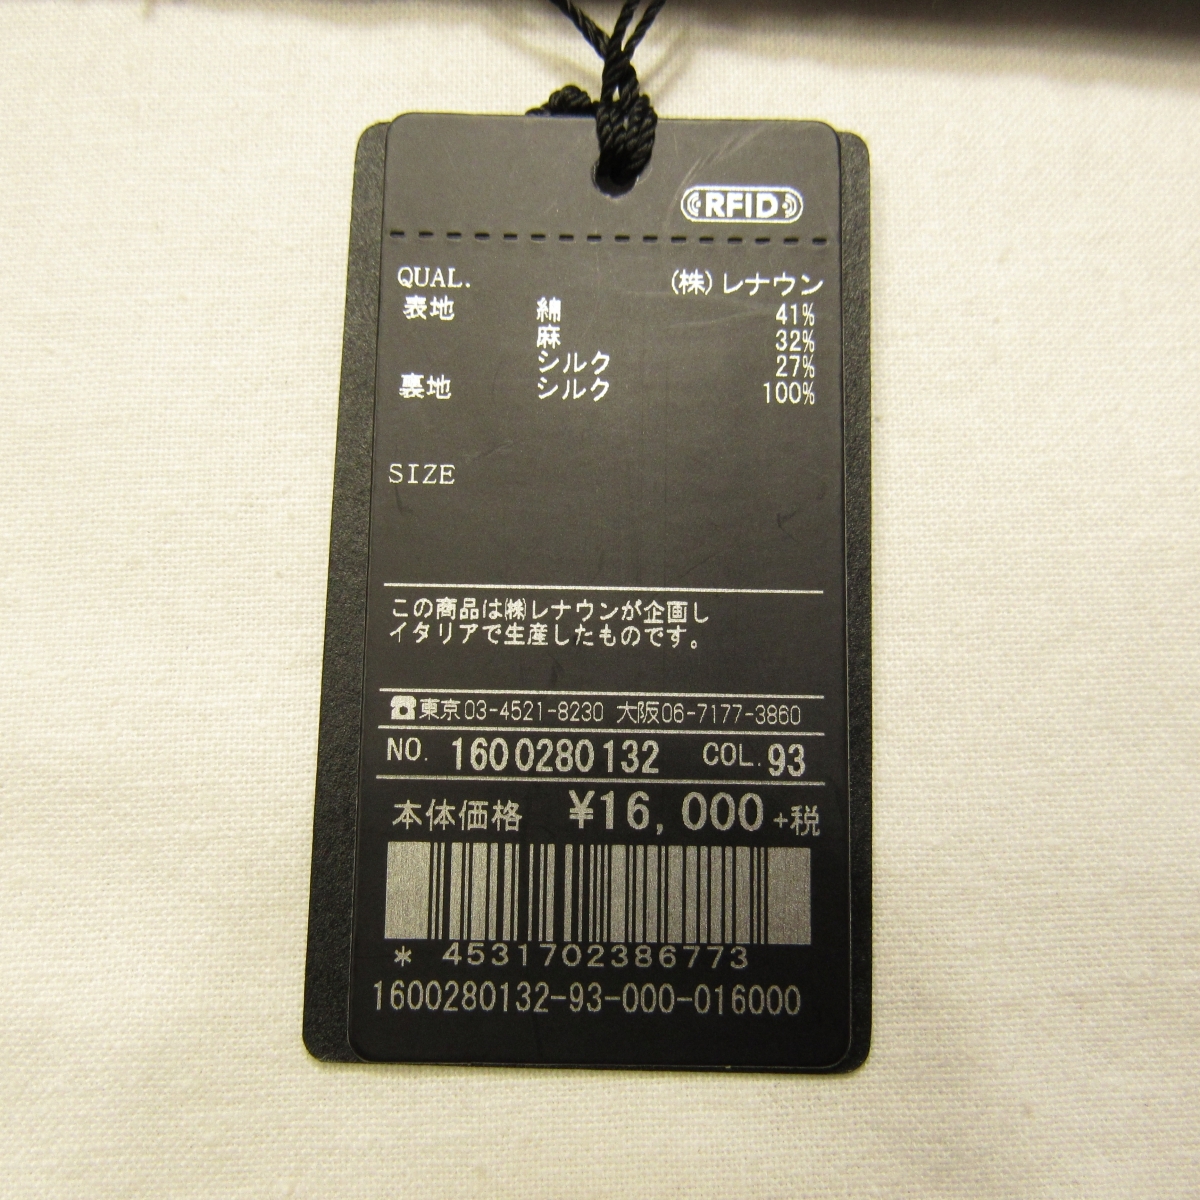 RFID
QUAL. (株)レナウン
表地 綿 41%
麻 32%
シルク 27%
裏地 シルク 100%
SIZE
この商品は㈱レナウンが企画し
イタリアで生産したものです。
☎東京03-4521-8230 大阪06-7177-3860
NO. 1600280132 COL. 93
本体価格 ¥16,000+税
* 4531702386773
1600280132-93-000-016000